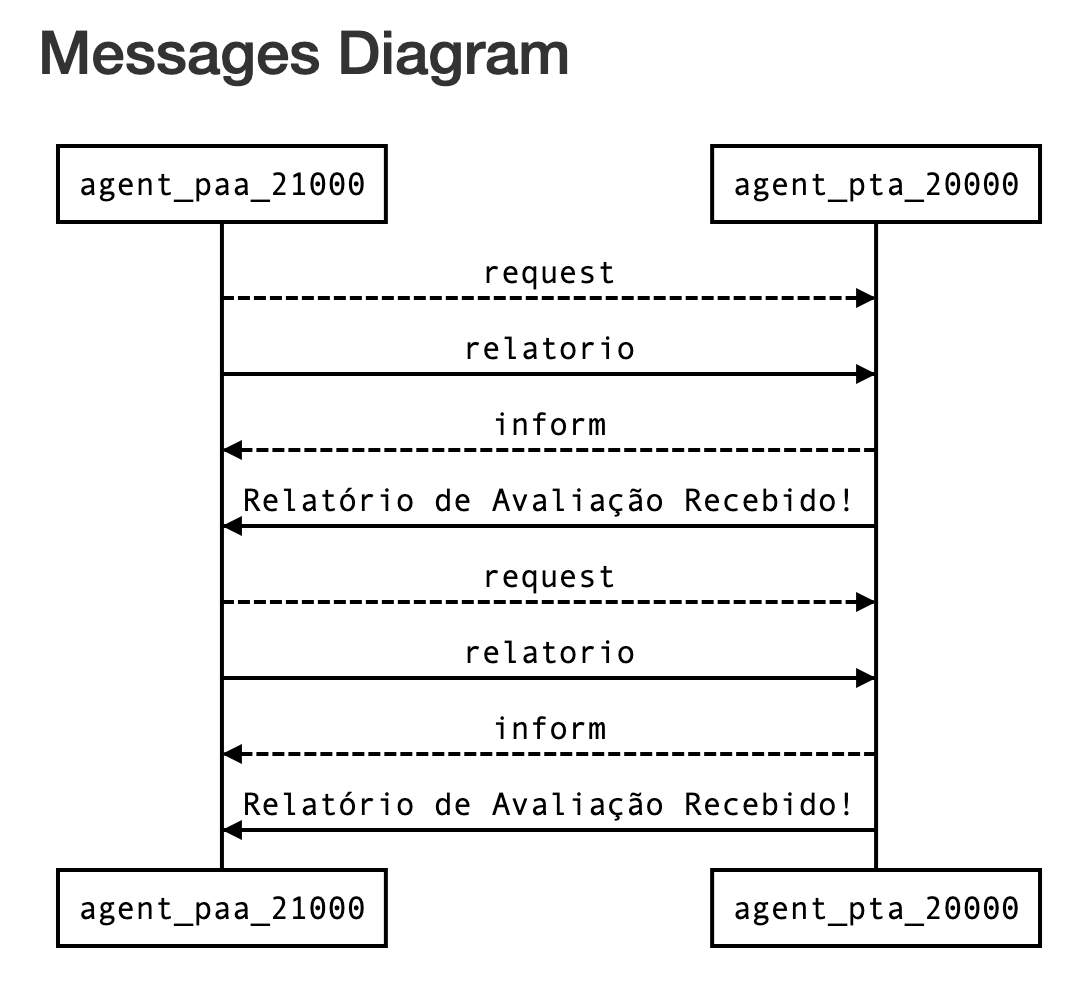 Messages Diagram
agent_paa_21000 agent_pta_20000
request
relatorio
inform
Relatório de Avaliação Recebido!
request
relatorio
inform
Relatório de Avaliação Recebido!
agent_paa_21000 agent_pta_20000